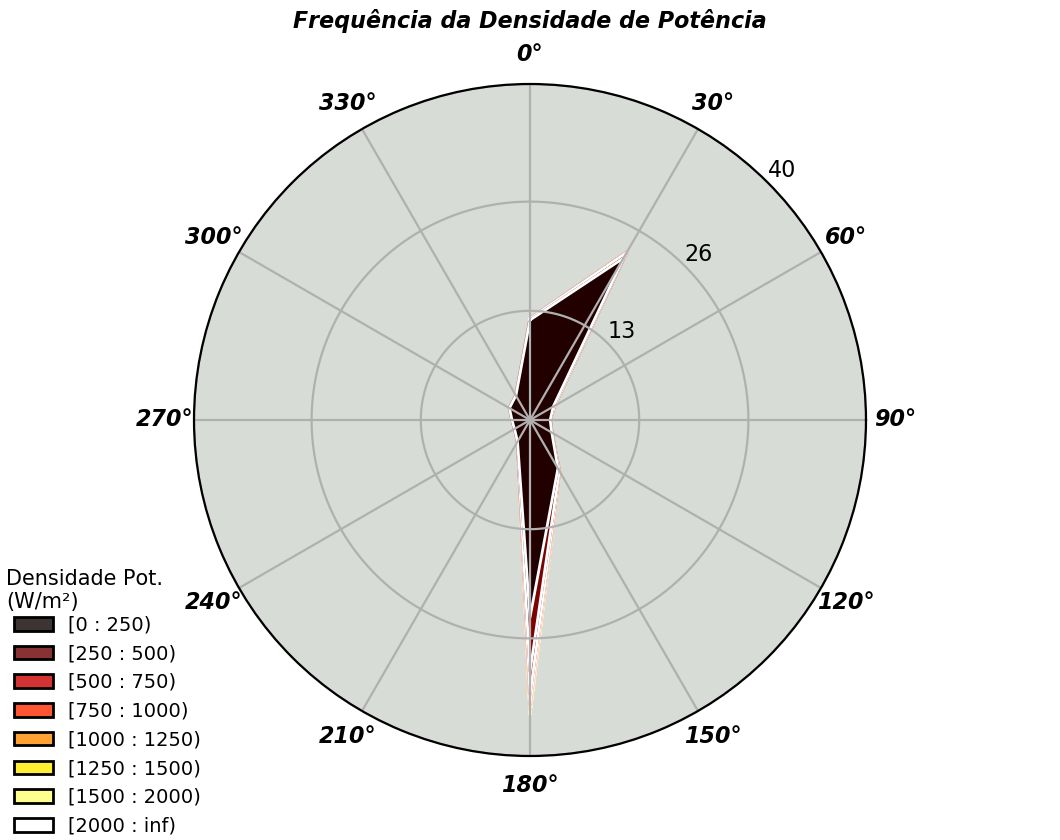 Frequência da Densidade de Potência
0°
330°
30°
40
300°
60°
26
13
270°
90°
240°
120°
210°
150°
180°
Densidade Pot.
(W/m²)
[0 : 250)
[250 : 500)
[500 : 750)
[750 : 1000)
[1000 : 1250)
[1250 : 1500)
[1500 : 2000)
[2000 : inf)